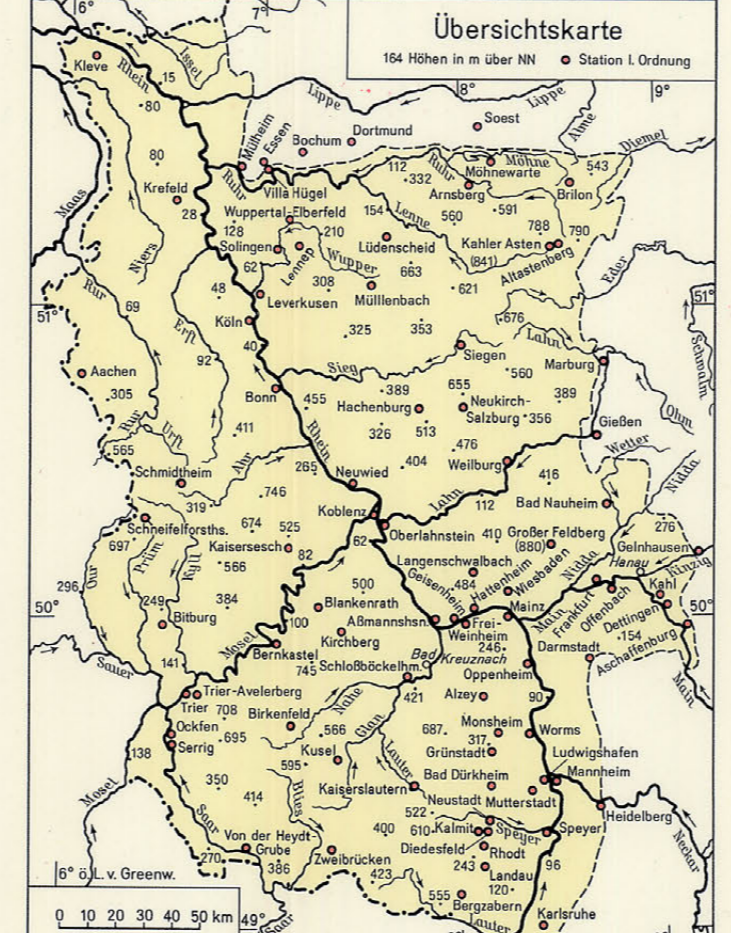 6°
7°
Übersichtskarte
164 Höhen in m über NN
Station I. Ordnung
Kleve
Rhein
Issel
15
Lippe
8°
Lippe
9°
80
Soest
Alme
Mülheim
Essen
Bochum
Dortmund
Diemel
80
112
332
Ruhr
Möhne
Möhnewarte
543
Krefeld
Ruhr
Villa Hügel
Arnsberg
Brilon
Maas
28
Wuppertal-Elberfeld
154
Lenne
560
591
128
210
788
790
Solingen
Lennep
Wupper
Lüdenscheid
Kahler Asten
(841)
Altastenberg
Niers
62
663
Eder
Rur
48
308
Mülllenbach
621
Leverkusen
51°
51°
69
Erft
Köln
676
325
353
Lahn
Schwalm
40
92
Siegen
Sieg
560
Marburg
Aachen
Bonn
389
655
389
305
455
Hachenburg
Neukirch-
Salzburg
356
Ohm
Rur
Urft
411
Rhein
326
513
Gießen
565
476
Wetter
Ahr
265
404
Weilburg
Nidda
Schmidtheim
Neuwied
416
746
Lahn
319
112
Bad Nauheim
Koblenz
Schneifelforsths.
674
525
Oberlahnstein
410
Großer Feldberg
(880)
276
697
Prüm
Kyll
Kaisersesch
82
62
Gelnhausen
566
Langenschwalbach
Hanau
Kinzig
Our
Geisenheim
484
Hattenheim
Wiesbaden
Nidda
296
500
Kahl
249
384
Blankenrath
Mainz
Main
Frankfurt
Offenbach
Dettingen
50°
50°
Bitburg
100
Aßmannshsn.
Frei-
Weinheim
154
Mosel
Kirchberg
246
Darmstadt
Aschaffenburg
Bernkastel
Bad
Kreuznach
Sauer
141
745
Schloßböckelhm.
Oppenheim
Main
Trier-Avelerberg
421
Alzey
90
Trier
708
Birkenfeld
Nahe
Glan
Monsheim
Ockfen
695
566
687
317
Worms
Serrig
138
Kusel
Grünstadt
Ludwigshafen
595
Lauter
Mannheim
350
Bad Dürkheim
Mosel
414
Blies
Kaiserslautern
Neustadt
Mutterstadt
Heidelberg
Saar
522
400
610
Kalmit
Speyer
Speyer
Von der Heydt-
Grube
Diedesfeld
Neckar
270
Zweibrücken
243
Rhodt
96
6° ö. L. v. Greenw.
386
423
Landau
120
555
Bergzabern
0 10 20 30 40 50 km
49°
Saar
Lauter
Karlsruhe